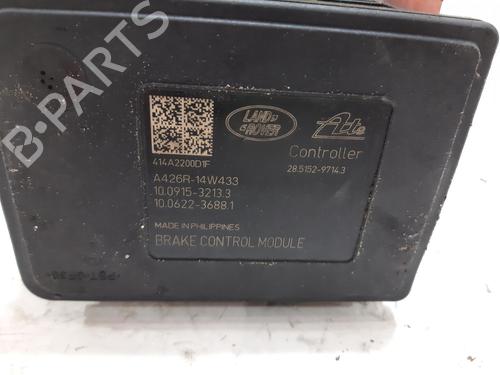 B-PARTS
LAND ROVER
Ate
414A2200D1F
Controller
28.5152-9714.3
A426R-14W433
10.0915-3213.3
10.0622-3688.1
MADE IN PHILIPPINES
BRAKE CONTROL MODULE